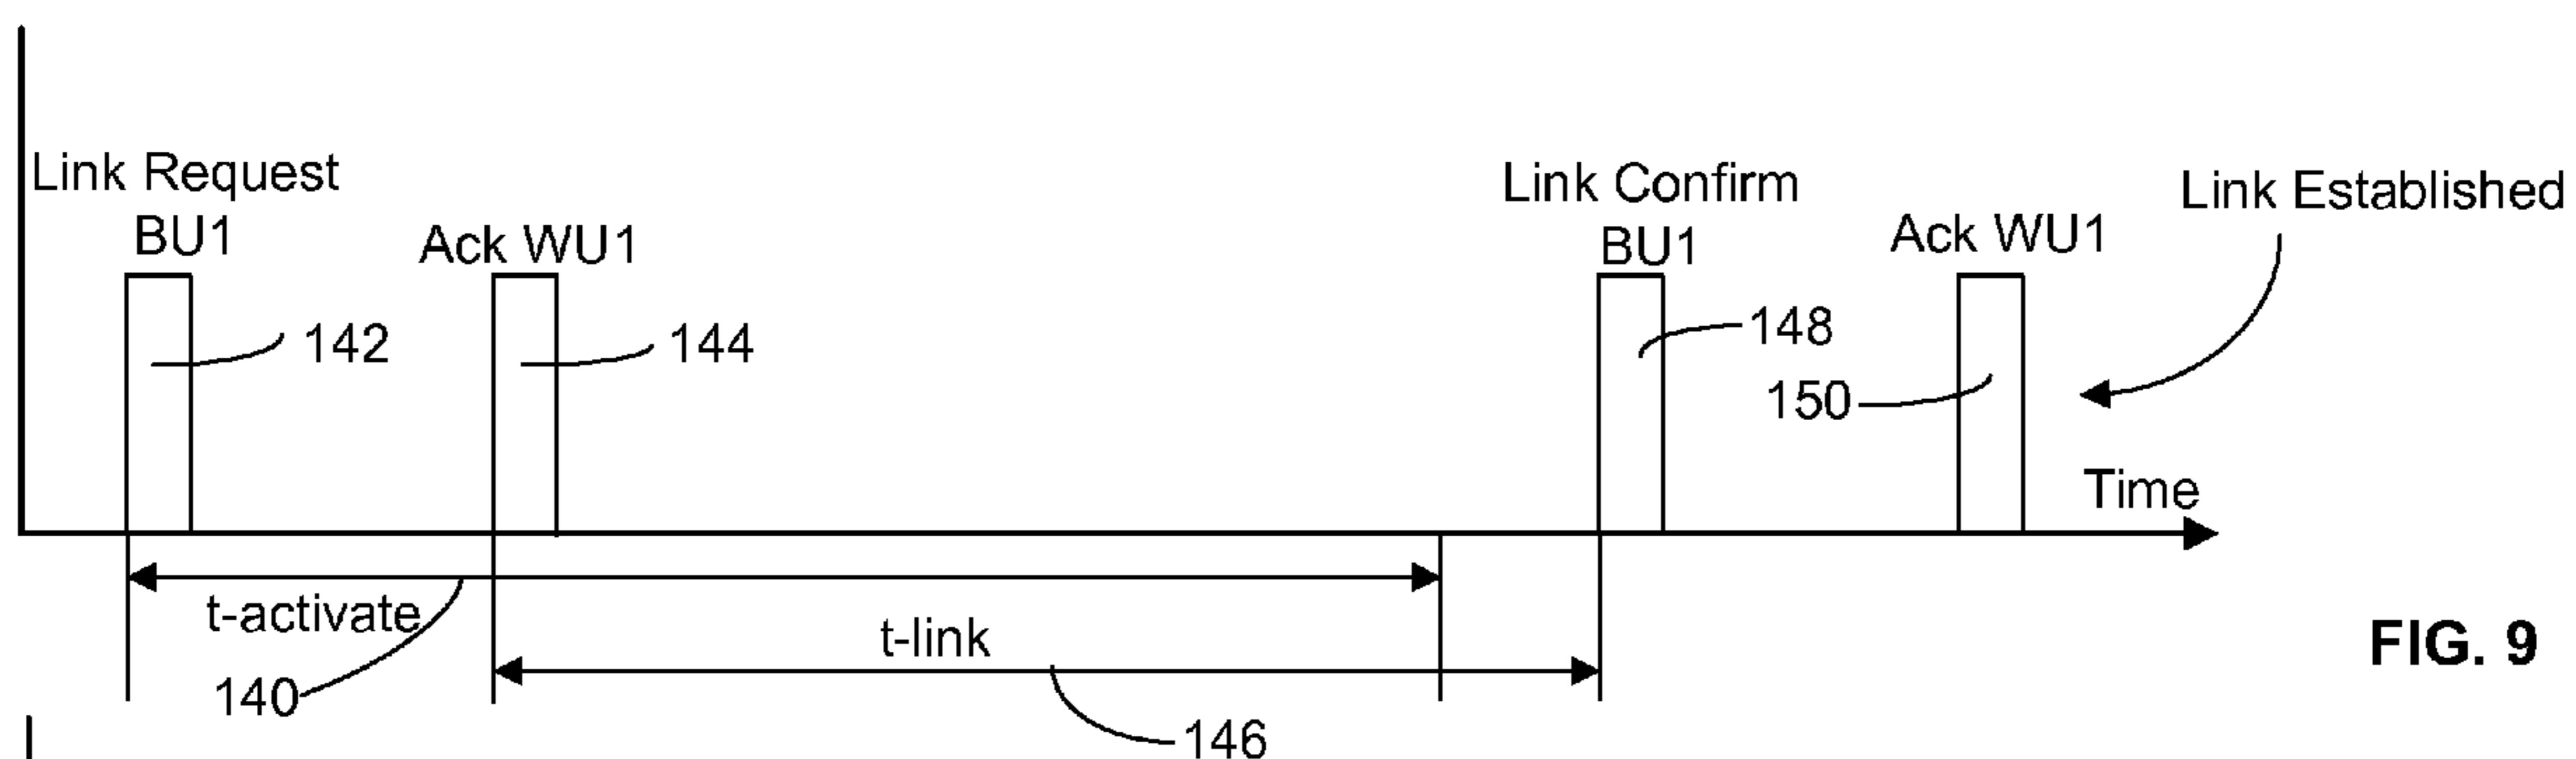 Link Request
BU1
Ack WU1
142
144
Link Confirm
BU1
148
Ack WU1
150
Link Established
Time
t-activate
140
t-link
146
FIG. 9